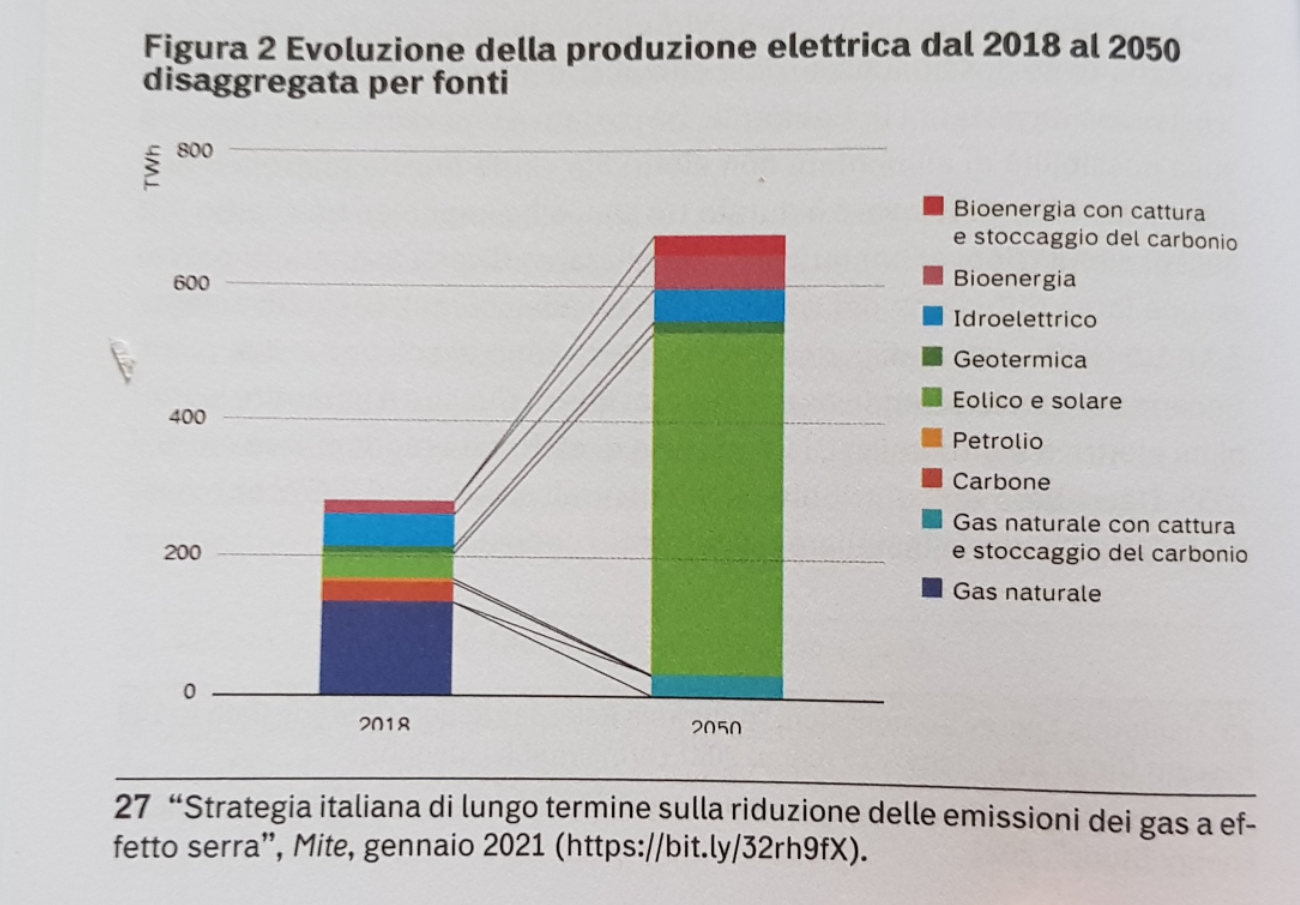 Figura 2 Evoluzione della produzione elettrica dal 2018 al 2050
disaggregata per fonti
TWh
800
600
400
200
0
2018
2050
Bioenergia con cattura
e stoccaggio del carbonio
Bioenergia
Idroelettrico
Geotermica
Eolico e solare
Petrolio
Carbone
Gas naturale con cattura
e stoccaggio del carbonio
Gas naturale
27 “Strategia italiana di lungo termine sulla riduzione delle emissioni dei gas a ef-
fetto serra”, Mite, gennaio 2021 (https://bit.ly/32rh9fX).